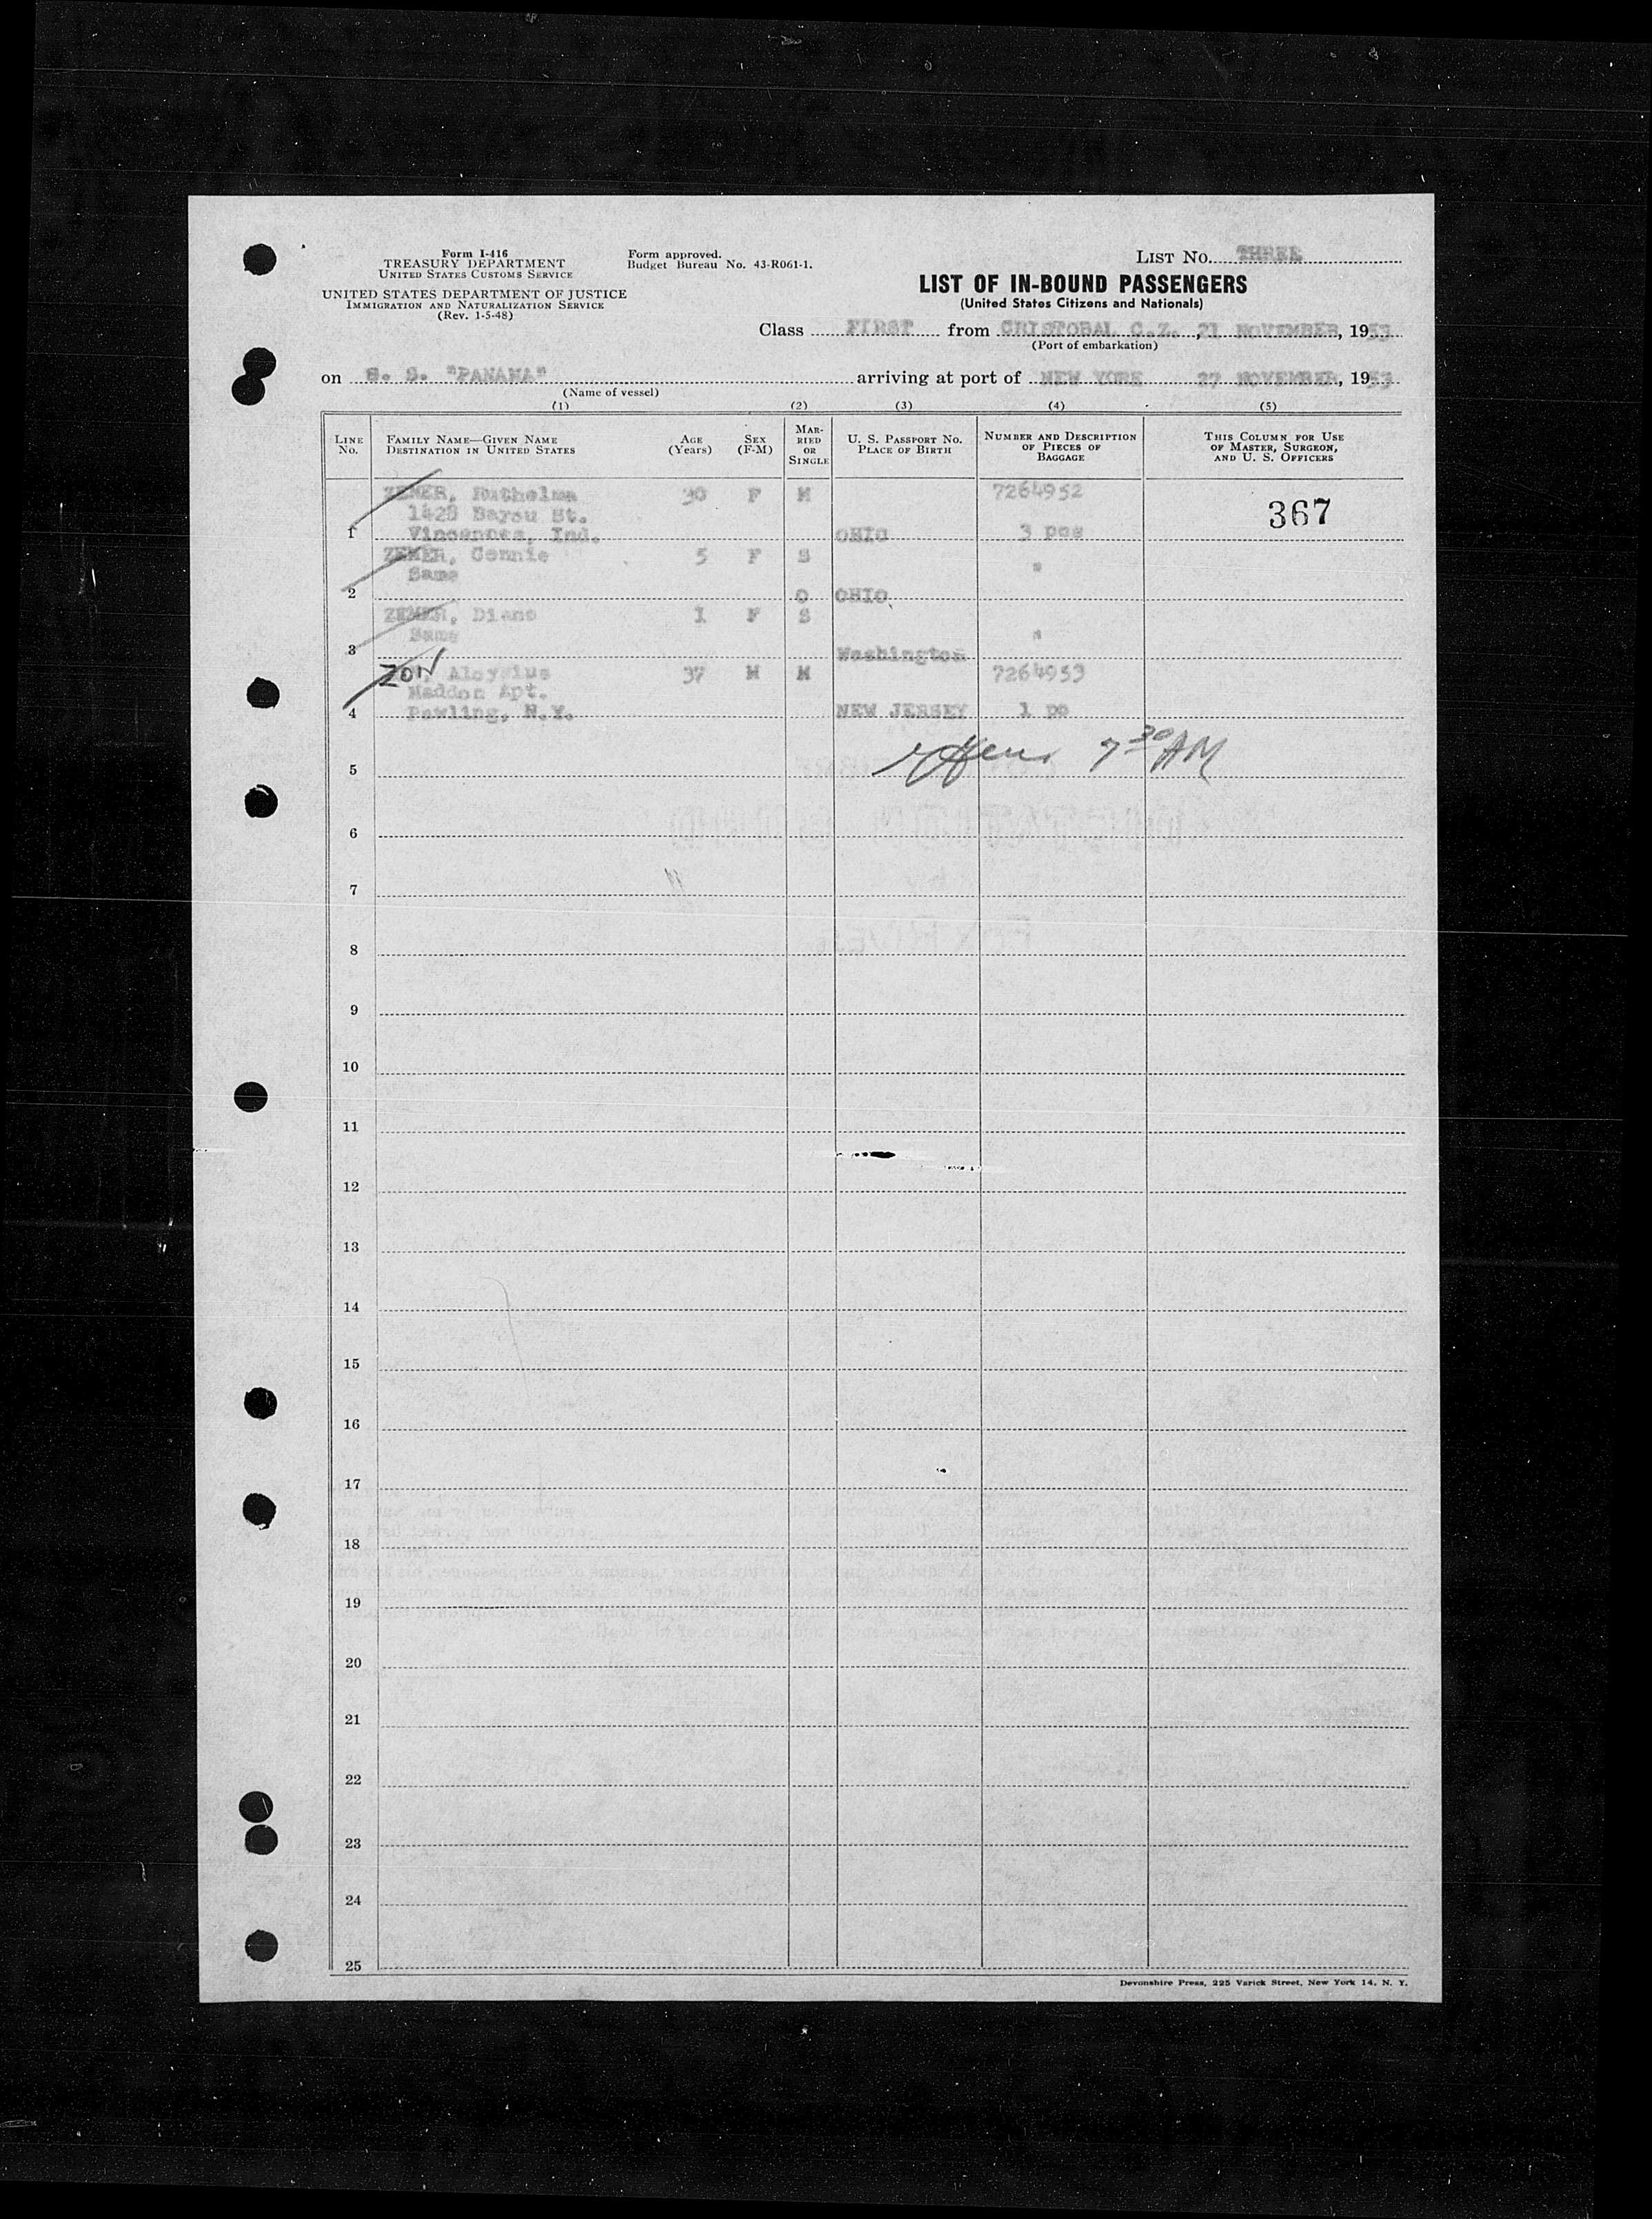 Form I-416
TREASURY DEPARTMENT
UNITED STATES CUSTOMS SERVICE
UNITED STATES DEPARTMENT OF JUSTICE
IMMIGRATION AND NATURALIZATION SERVICE
(Rev. 1-5-48)
Form approved.
Budget Bureau No. 43-R061-1.
LIST NO. THREE
LIST OF IN-BOUND PASSENGERS
(United States Citizens and Nationals)
Class FIRST from CRISTOBAL C.Z., 21 NOVEMBER, 1953
(Port of embarkation)
on S. S. "PANAMA" arriving at port of NEW YORK 27 NOVEMBER, 1953
(Name of vessel)
(1) (2) (3) (4) (5)
LINE NO.
FAMILY NAME—GIVEN NAME
DESTINATION IN UNITED STATES
AGE (Years)
SEX (F-M)
MARRIED OR SINGLE
U. S. PASSPORT NO.
PLACE OF BIRTH
NUMBER AND DESCRIPTION OF PIECES OF BAGGAGE
THIS COLUMN FOR USE OF MASTER, SURGEON, AND U. S. OFFICERS
ZEMER, Ruthelma 30 F M 7264952
367
1428 Bayou St.
1 Vincennes, Ind. OHIO 3 pcs
ZEMER, Connie 5 F S "
Same
2 O OHIO
ZEMER, Diane 1 F S
Same "
3 Washington
ZON, Aloysius 37 M M 7264953
Maddon Apt.
4 Pawling, N.Y. NEW JERSEY 1 pc
7 30 AM
5
6
7
8
9
10
11
12
13
14
15
16
17
18
19
20
21
22
23
24
25
Devonshire Press, 225 Varick Street, New York 14, N. Y.